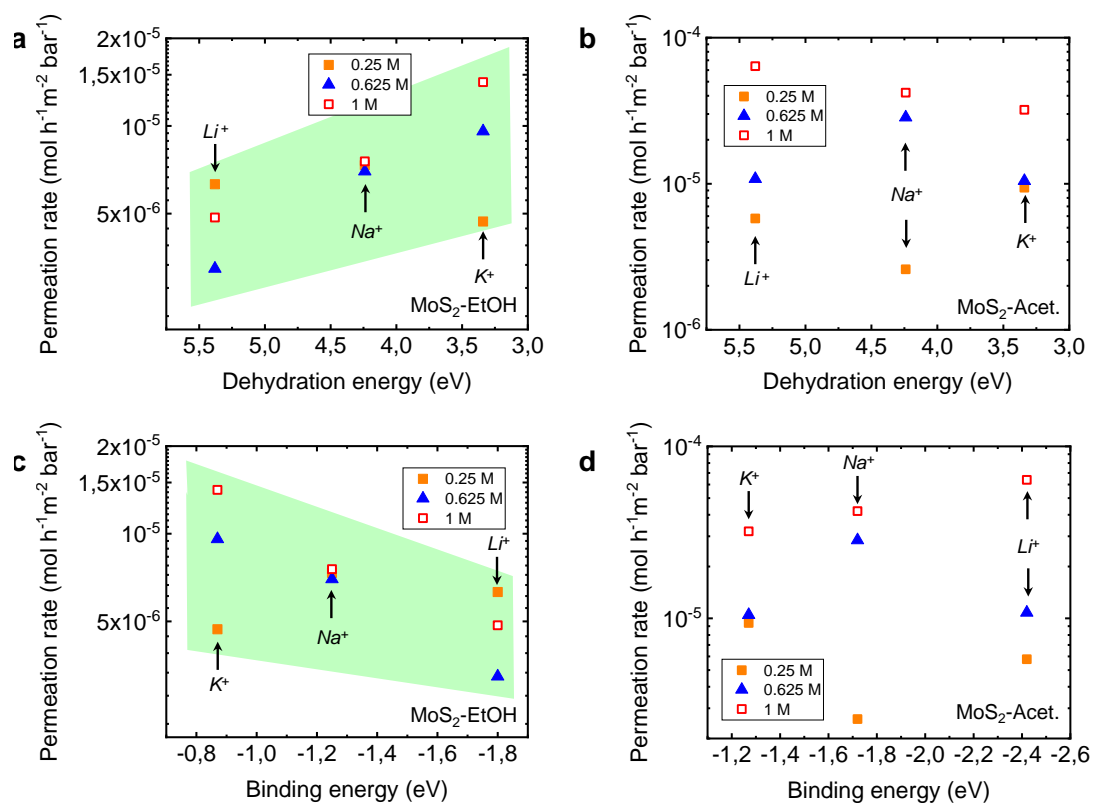 a
Permeation rate (mol h⁻¹m⁻² bar⁻¹)
2x10⁻⁵
1,5x10⁻⁵
10⁻⁵
5x10⁻⁶
0.25 M
0.625 M
1 M
Li⁺
Na⁺
K⁺
MoS₂-EtOH
5,5 5,0 4,5 4,0 3,5 3,0
Dehydration energy (eV)
b
Permeation rate (mol h⁻¹m⁻² bar⁻¹)
10⁻⁴
10⁻⁵
10⁻⁶
0.25 M
0.625 M
1 M
Na⁺
Li⁺
K⁺
MoS₂-Acet.
5,5 5,0 4,5 4,0 3,5 3,0
Dehydration energy (eV)
c
Permeation rate (mol h⁻¹m⁻² bar⁻¹)
2x10⁻⁵
1,5x10⁻⁵
10⁻⁵
5x10⁻⁶
0.25 M
0.625 M
1 M
Li⁺
Na⁺
K⁺
MoS₂-EtOH
-0,8 -1,0 -1,2 -1,4 -1,6 -1,8
Binding energy (eV)
d
Permeation rate (mol h⁻¹m⁻² bar⁻¹)
10⁻⁴
10⁻⁵
K⁺
Na⁺
Li⁺
0.25 M
0.625 M
1 M
MoS₂-Acet.
-1,2 -1,4 -1,6 -1,8 -2,0 -2,2 -2,4 -2,6
Binding energy (eV)